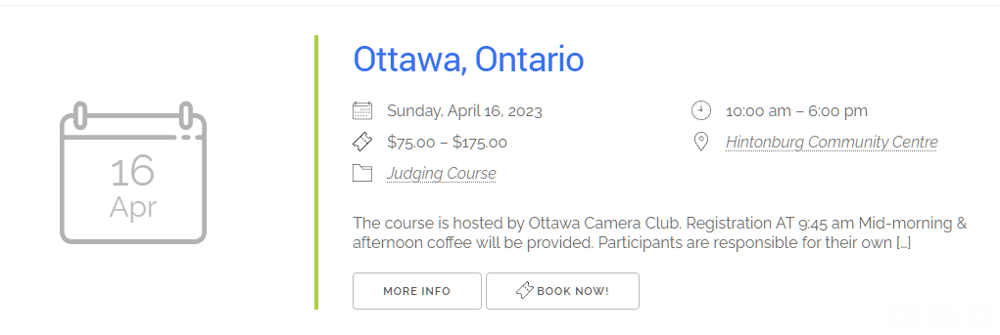 16
Apr
Ottawa, Ontario
Sunday, April 16, 2023
10:00 am – 6:00 pm
$75.00 – $175.00
Hintonburg Community Centre
Judging Course
The course is hosted by Ottawa Camera Club. Registration AT 9:45 am Mid-morning &
afternoon coffee will be provided. Participants are responsible for their own [...]
MORE INFO
BOOK NOW!